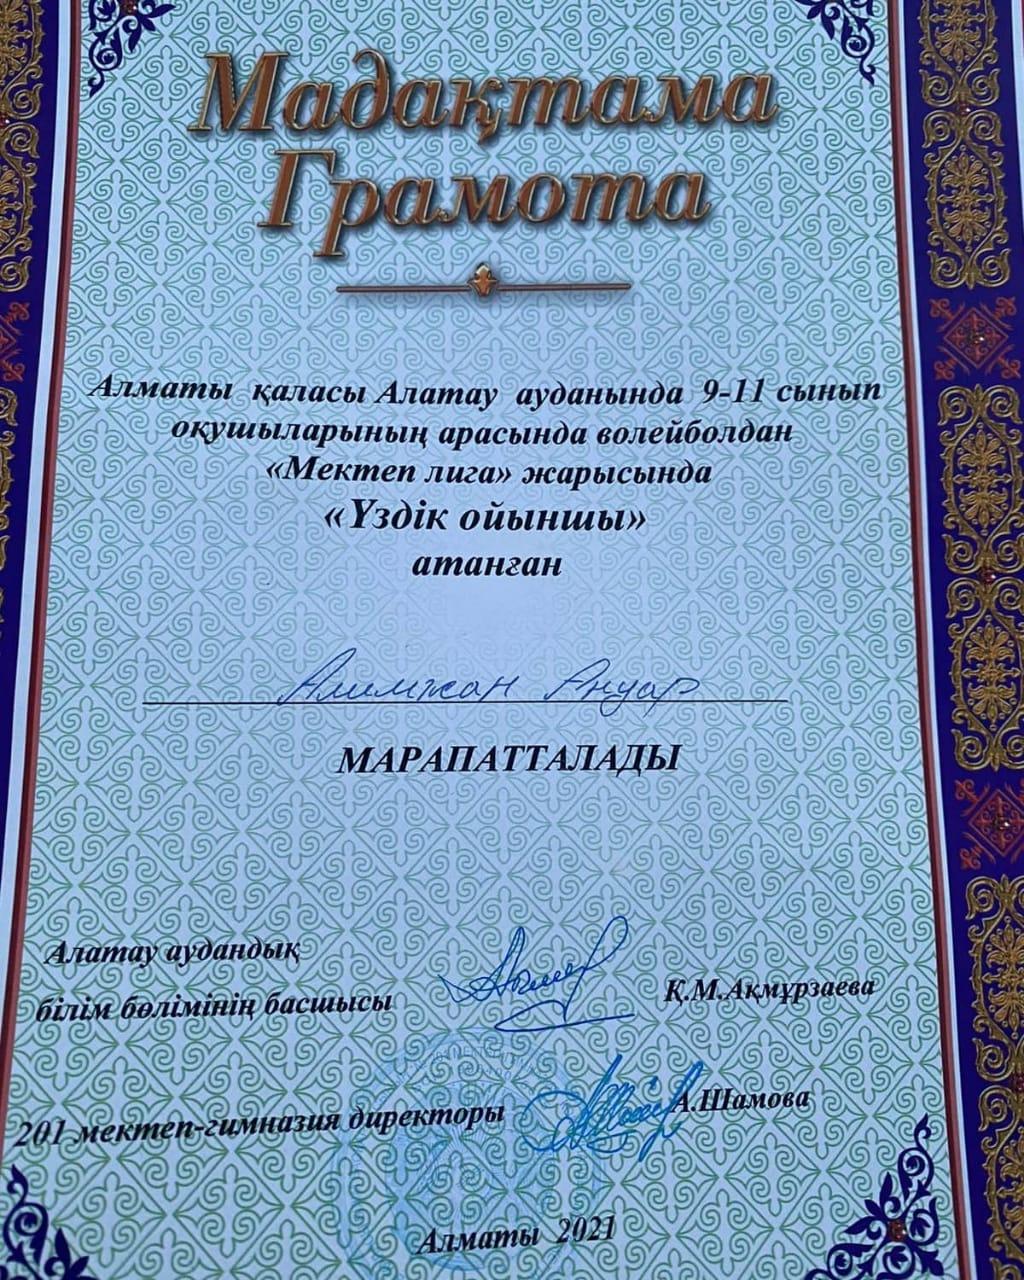 Мадақтама
Грамота
Алматы қаласы Алатау ауданында 9-11 сынып
оқушыларының арасында волейболдан
«Мектеп лига» жарысында
«Үздік ойыншы»
атанған
Алимжан Ануар
МАРАПАТТАЛАДЫ
Алатау аудандық
білім бөлімінің басшысы
Қ.М.Ақмұрзаева
201 мектеп-гимназия директоры
А.Шамова
Алматы 2021